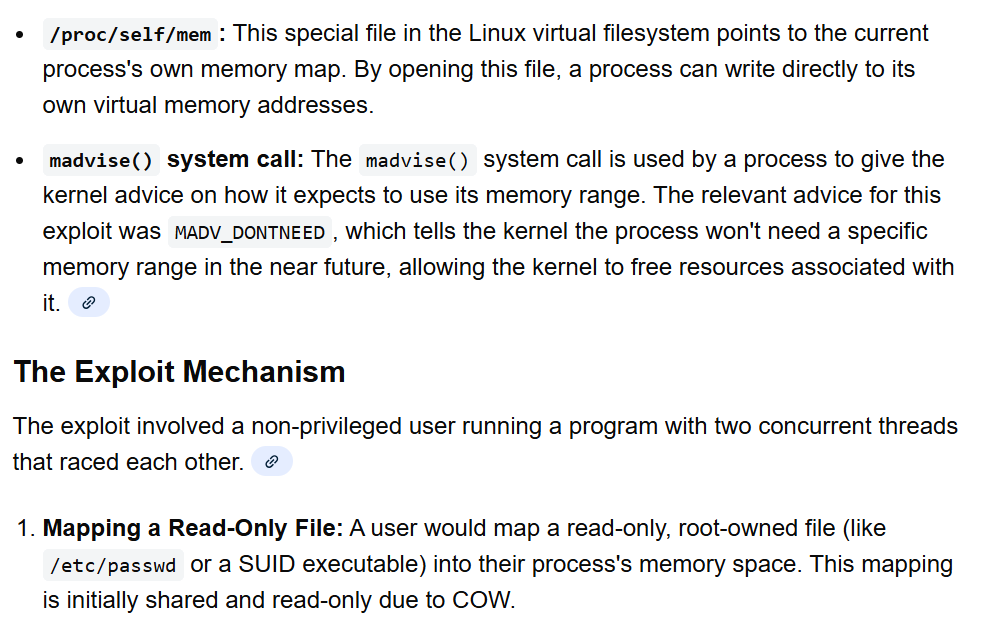 • /proc/self/mem : This special file in the Linux virtual filesystem points to the current
process's own memory map. By opening this file, a process can write directly to its
own virtual memory addresses.
• madvise() system call: The madvise() system call is used by a process to give the
kernel advice on how it expects to use its memory range. The relevant advice for this
exploit was MADV_DONTNEED , which tells the kernel the process won't need a specific
memory range in the near future, allowing the kernel to free resources associated with
it.
The Exploit Mechanism
The exploit involved a non-privileged user running a program with two concurrent threads
that raced each other.
1. Mapping a Read-Only File: A user would map a read-only, root-owned file (like
/etc/passwd or a SUID executable) into their process's memory space. This mapping
is initially shared and read-only due to COW.